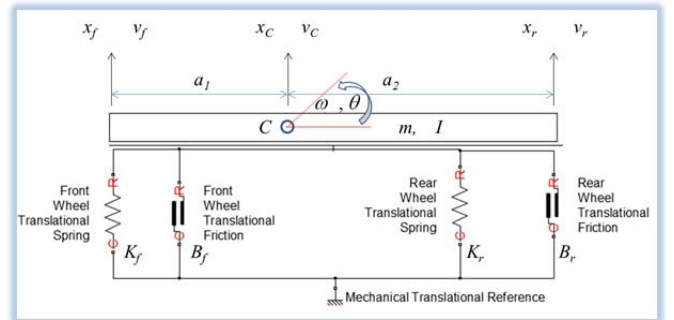 x_f v_f x_C v_C x_r v_r
a_1 a_2
ω , θ
C m, I
R R R R
Front
Wheel
Translational
Spring
Front
Wheel
Translational
Friction
Rear
Wheel
Translational
Spring
Rear
Wheel
Translational
Friction
C C C C
K_f B_f K_r B_r
Mechanical Translational Reference